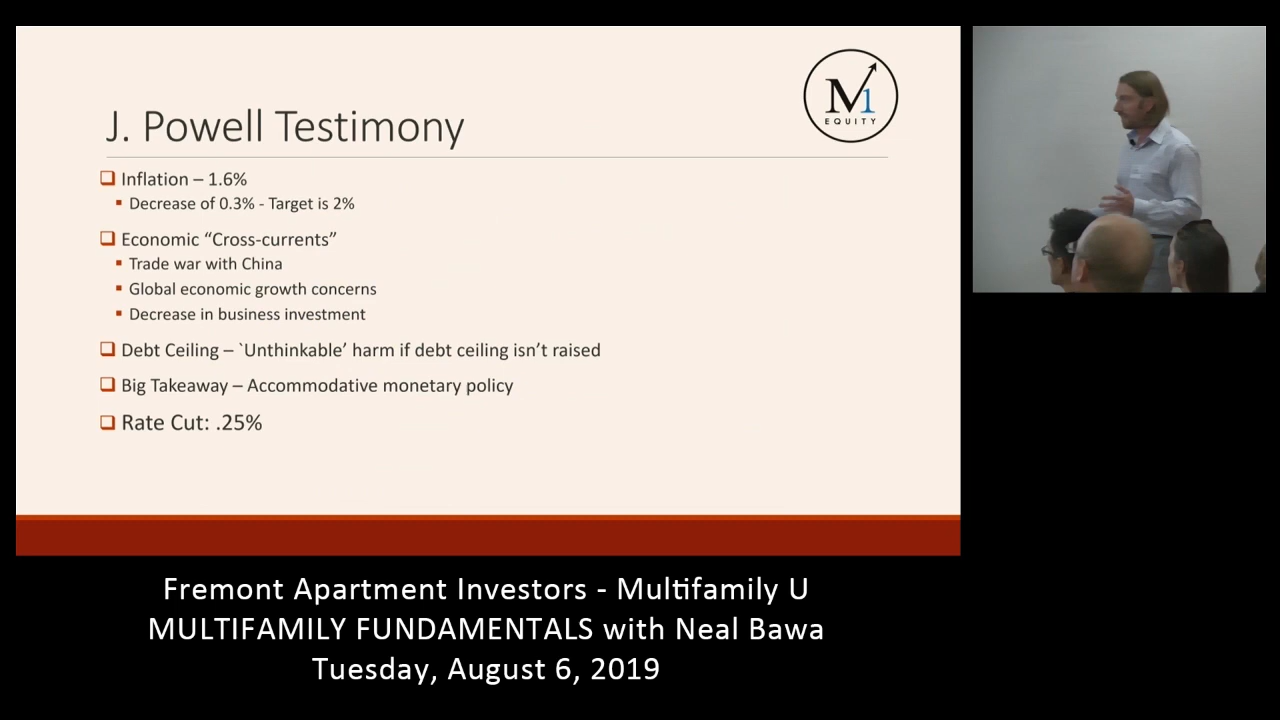 M1
EQUITY
J. Powell Testimony
Inflation – 1.6%
Decrease of 0.3% - Target is 2%
Economic “Cross-currents”
Trade war with China
Global economic growth concerns
Decrease in business investment
Debt Ceiling – `Unthinkable’ harm if debt ceiling isn’t raised
Big Takeaway – Accommodative monetary policy
Rate Cut: .25%
Fremont Apartment Investors - Multifamily U
MULTIFAMILY FUNDAMENTALS with Neal Bawa
Tuesday, August 6, 2019